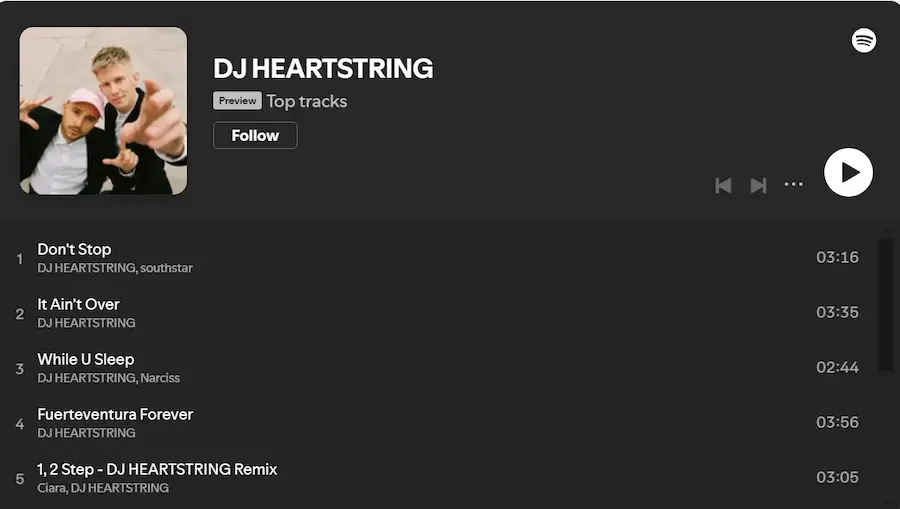 DJ HEARTSTRING
Preview Top tracks
Follow
1 Don't Stop 03:16
DJ HEARTSTRING, southstar
2 It Ain't Over 03:35
DJ HEARTSTRING
3 While U Sleep 02:44
DJ HEARTSTRING, Narciss
4 Fuerteventura Forever 03:56
DJ HEARTSTRING
5 1, 2 Step - DJ HEARTSTRING Remix 03:05
Ciara, DJ HEARTSTRING